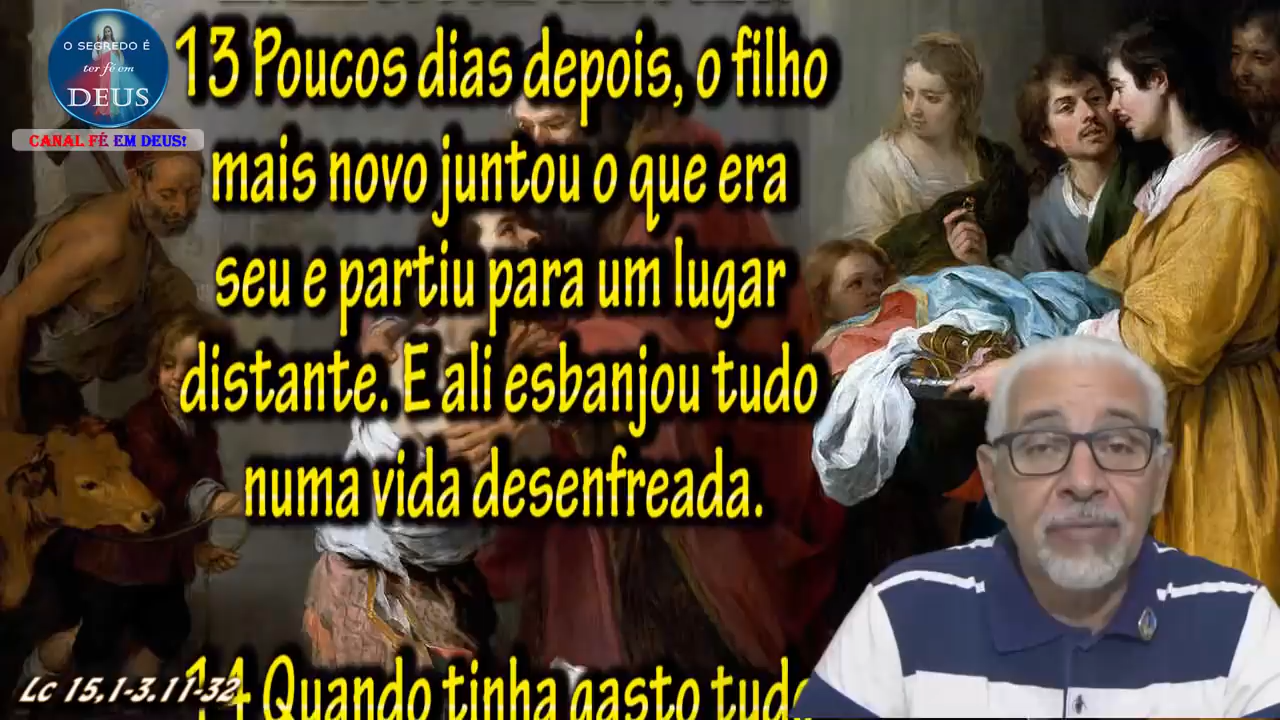 O SEGREDO É
ter fé em
DEUS
CANAL FÉ EM DEUS!
13 Poucos dias depois, o filho
mais novo juntou o que era
seu e partiu para um lugar
distante. E ali esbanjou tudo
numa vida desenfreada.
14 Quando tinha gasto tudo
Lc 15,1-3.11-32